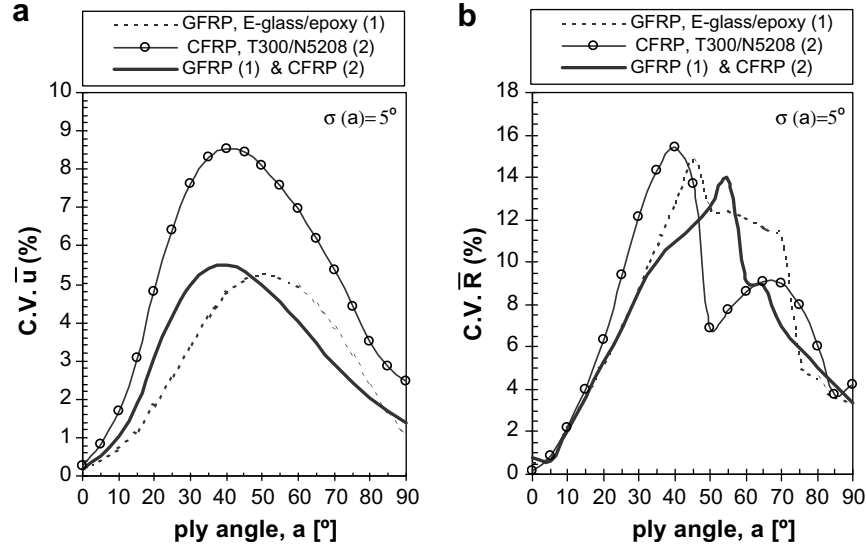 a
GFRP, E-glass/epoxy (1)
CFRP, T300/N5208 (2)
GFRP (1) & CFRP (2)
10
9
8
7
6
5
4
3
2
1
0
C.V. u̅ (%)
σ (a)=5º
0 10 20 30 40 50 60 70 80 90
ply angle, a [º]
b
GFRP, E-glass/epoxy (1)
CFRP, T300/N5208 (2)
GFRP (1) & CFRP (2)
18
16
14
12
10
8
6
4
2
0
C.V. R̅ (%)
σ (a)=5º
0 10 20 30 40 50 60 70 80 90
ply angle, a [º]